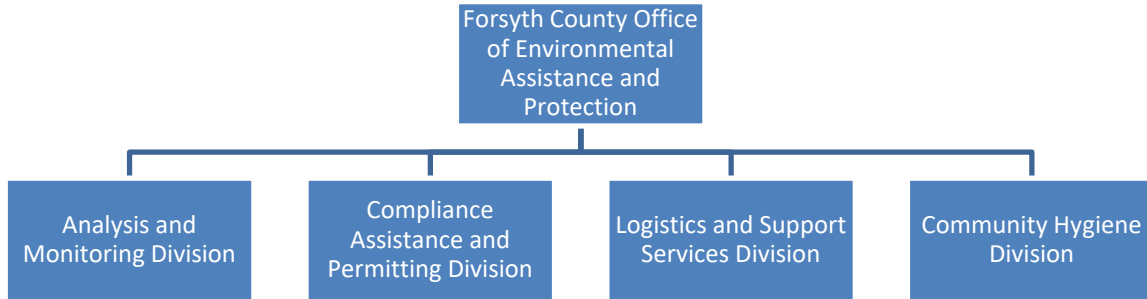 Forsyth County Office
of Environmental
Assistance and
Protection
Analysis and
Monitoring Division
Compliance
Assistance and
Permitting Division
Logistics and Support
Services Division
Community Hygiene
Division